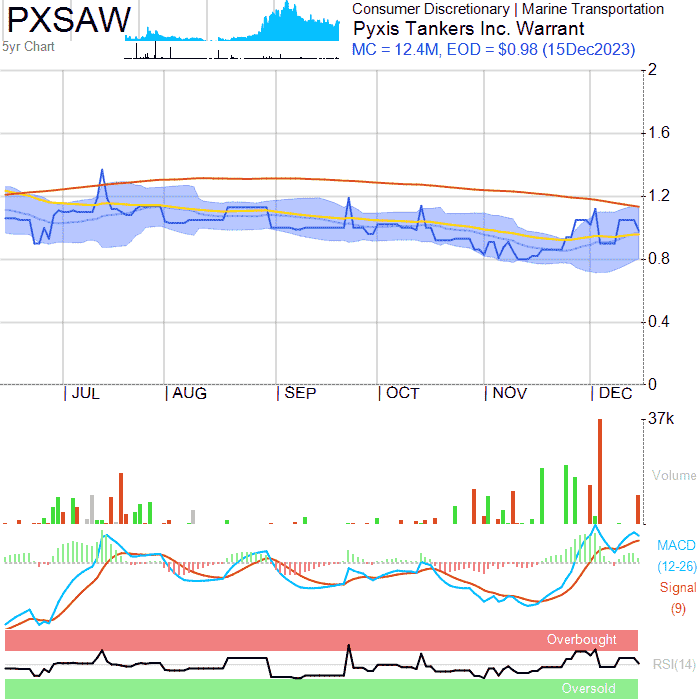 PXSAW
5yr Chart
Consumer Discretionary | Marine Transportation
Pyxis Tankers Inc. Warrant
MC = 12.4M, EOD = $0.98 (15Dec2023)
2
1.6
1.2
0.8
0.4
0
JUL
AUG
SEP
OCT
NOV
DEC
37k
Volume
MACD
(12-26)
Signal
(9)
Overbought
RSI(14)
Oversold